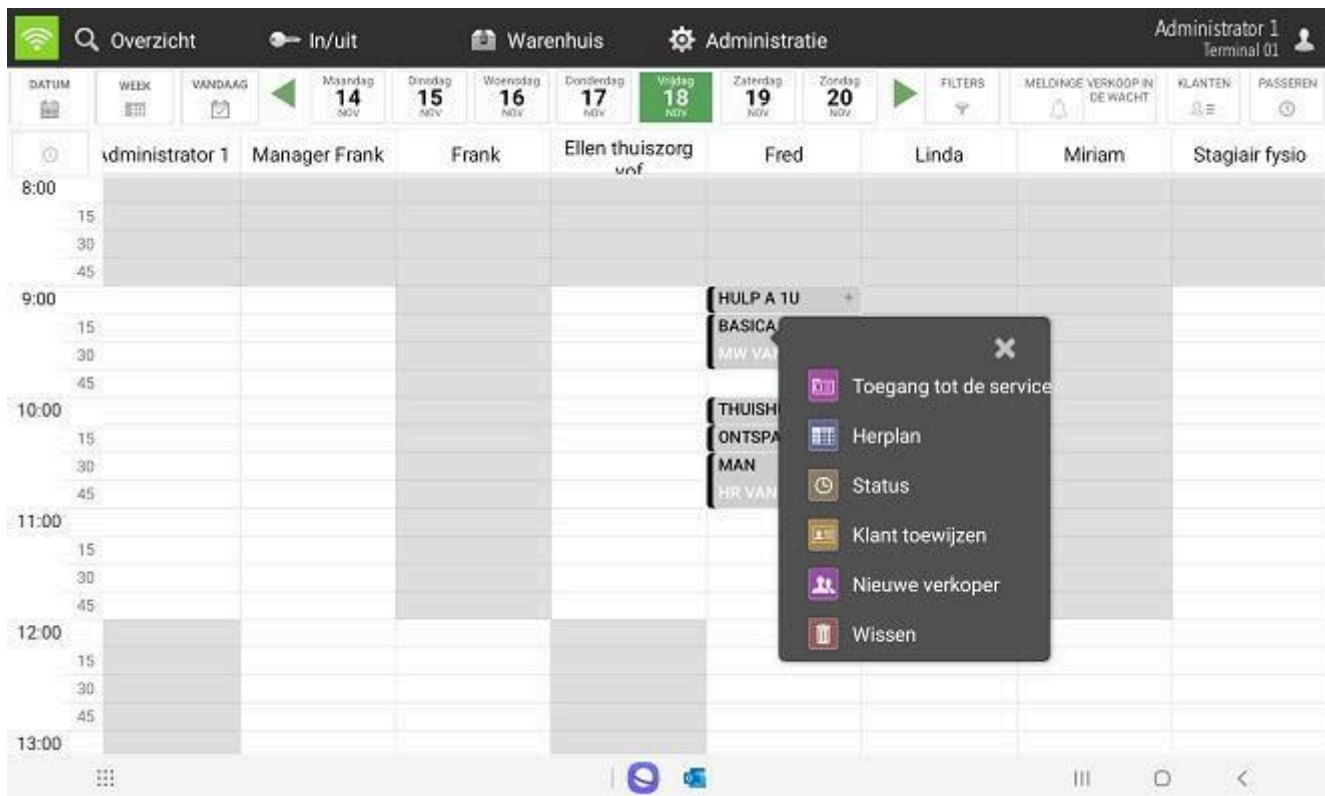 Overzicht In/uit Warenhuis Administratie Administrator 1
Terminal 01
DATUM WEEK VANDAAG Maandag Dinsdag Woensdag Donderdag Vrijdag Zaterdag Zondag FILTERS MELDINGE VERKOOP IN KLANTEN PASSEREN
14 15 16 17 18 19 20 DE WACHT
NOV NOV NOV NOV NOV NOV NOV
dministrator 1 Manager Frank Frank Ellen thuiszorg Fred Linda Miriam Stagiair fysio
vof
8:00
15
30
45
9:00 HULP A 1U +
15 BASICA
30 MW VAN
45
10:00 THUISH
15 ONTSPA
30 MAN
45 HR VAN
11:00
15
30
45
12:00
15
30
45
13:00
Toegang tot de service
Herplan
Status
Klant toewijzen
Nieuwe verkoper
Wissen